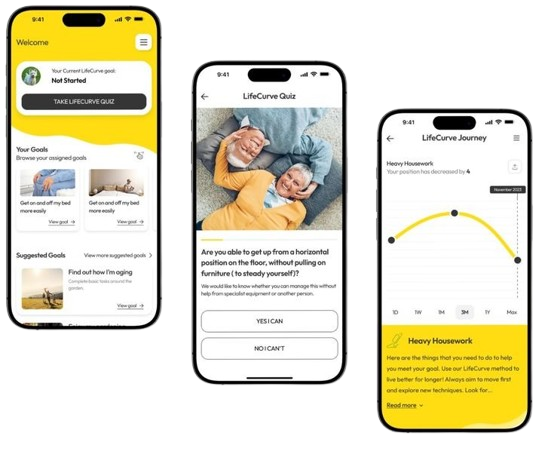 9:41
Welcome
Your Current LifeCurve goal:
Not Started
TAKE LIFECURVE QUIZ
Your Goals
Browse your assigned goals
Get on and off my bed
more easily
View goal
Get on and off my bed
more easily
View goal
Suggested Goals
View more suggested goals
Find out how I'm aging
Complete basic tasks around the
garden.
View goal
9:41
LifeCurve Quiz
Are you able to get up from a horizontal
position on the floor, without pulling on
furniture ( to steady yourself)?
We would like to know whether you can manage this without
help from specialist equipment or another person.
YES I CAN
NO I CAN'T
9:41
LifeCurve Journey
Heavy Housework
Your position has decreased by 4
November 2023
1D 1W 1M 3M 1Y Max
Heavy Housework
Here are the things that you need to do to help
you meet your goal. Use our LifeCurve method to
live better for longer! Always aim to move first
and explore new techniques. Look for...
Read more